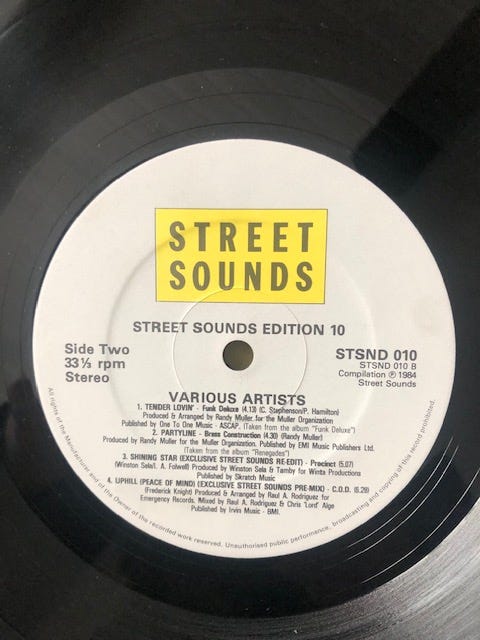 STREET
SOUNDS
STREET SOUNDS EDITION 10
Side Two
33⅓ rpm
Stereo
STSND 010
STSND 010 B
Compilation ℗ 1984
Street Sounds
VARIOUS ARTISTS
1. TENDER LOVIN' - Funk Deluxe (4.13) (C. Stephenson/P. Hamilton)
Produced & Arranged by Randy Muller for the Muller Organization
Published by One To One Music - ASCAP. (Taken from the album "Funk Deluxe")
2. PARTYLINE - Brass Construction (4.30) (Randy Muller)
Produced by Randy Muller for the Muller Organization. Published by EMI Music Publishers Ltd.
(Taken from the album "Renegades")
3. SHINING STAR (EXCLUSIVE STREET SOUNDS RE-EDIT) - Precinct (5.07)
(Winston Sela/I. A. Folwell) Produced by Winston Sela & Tamby for Winta Productions
Published by Skratch Music
4. UPHILL (PEACE OF MIND) (EXCLUSIVE STREET SOUNDS PRE-MIX) - C.O.D. (6.28)
(Frederick Knight) Produced & Arranged by Raul A. Rodriguez for
Emergency Records. Mixed by Raul A. Rodriguez & Chris 'Lord' Alge
Published by Irvin Music - BMI.
All rights of the Manufacturer and of the Owner of the recorded work reserved. Unauthorised public performance, broadcasting and copying of this record prohibited.